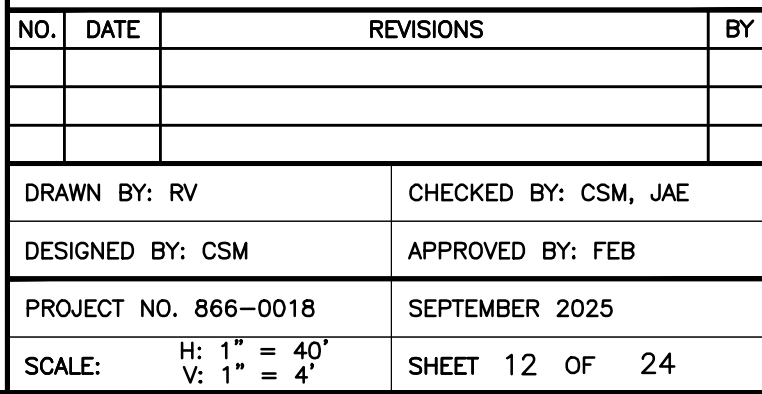 NO. DATE REVISIONS BY
DRAWN BY: RV CHECKED BY: CSM, JAE
DESIGNED BY: CSM APPROVED BY: FEB
PROJECT NO. 866-0018 SEPTEMBER 2025
SCALE: H: 1" = 40'
V: 1" = 4'
SHEET 12 OF 24